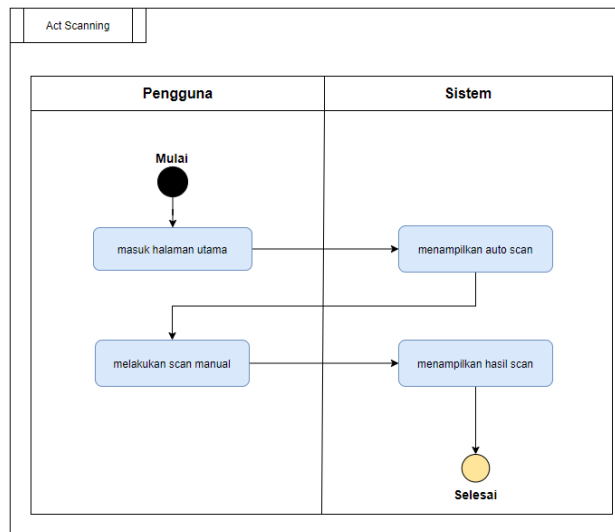 Act Scanning
Pengguna
Sistem
Mulai
masuk halaman utama
menampilkan auto scan
melakukan scan manual
menampilkan hasil scan
Selesai